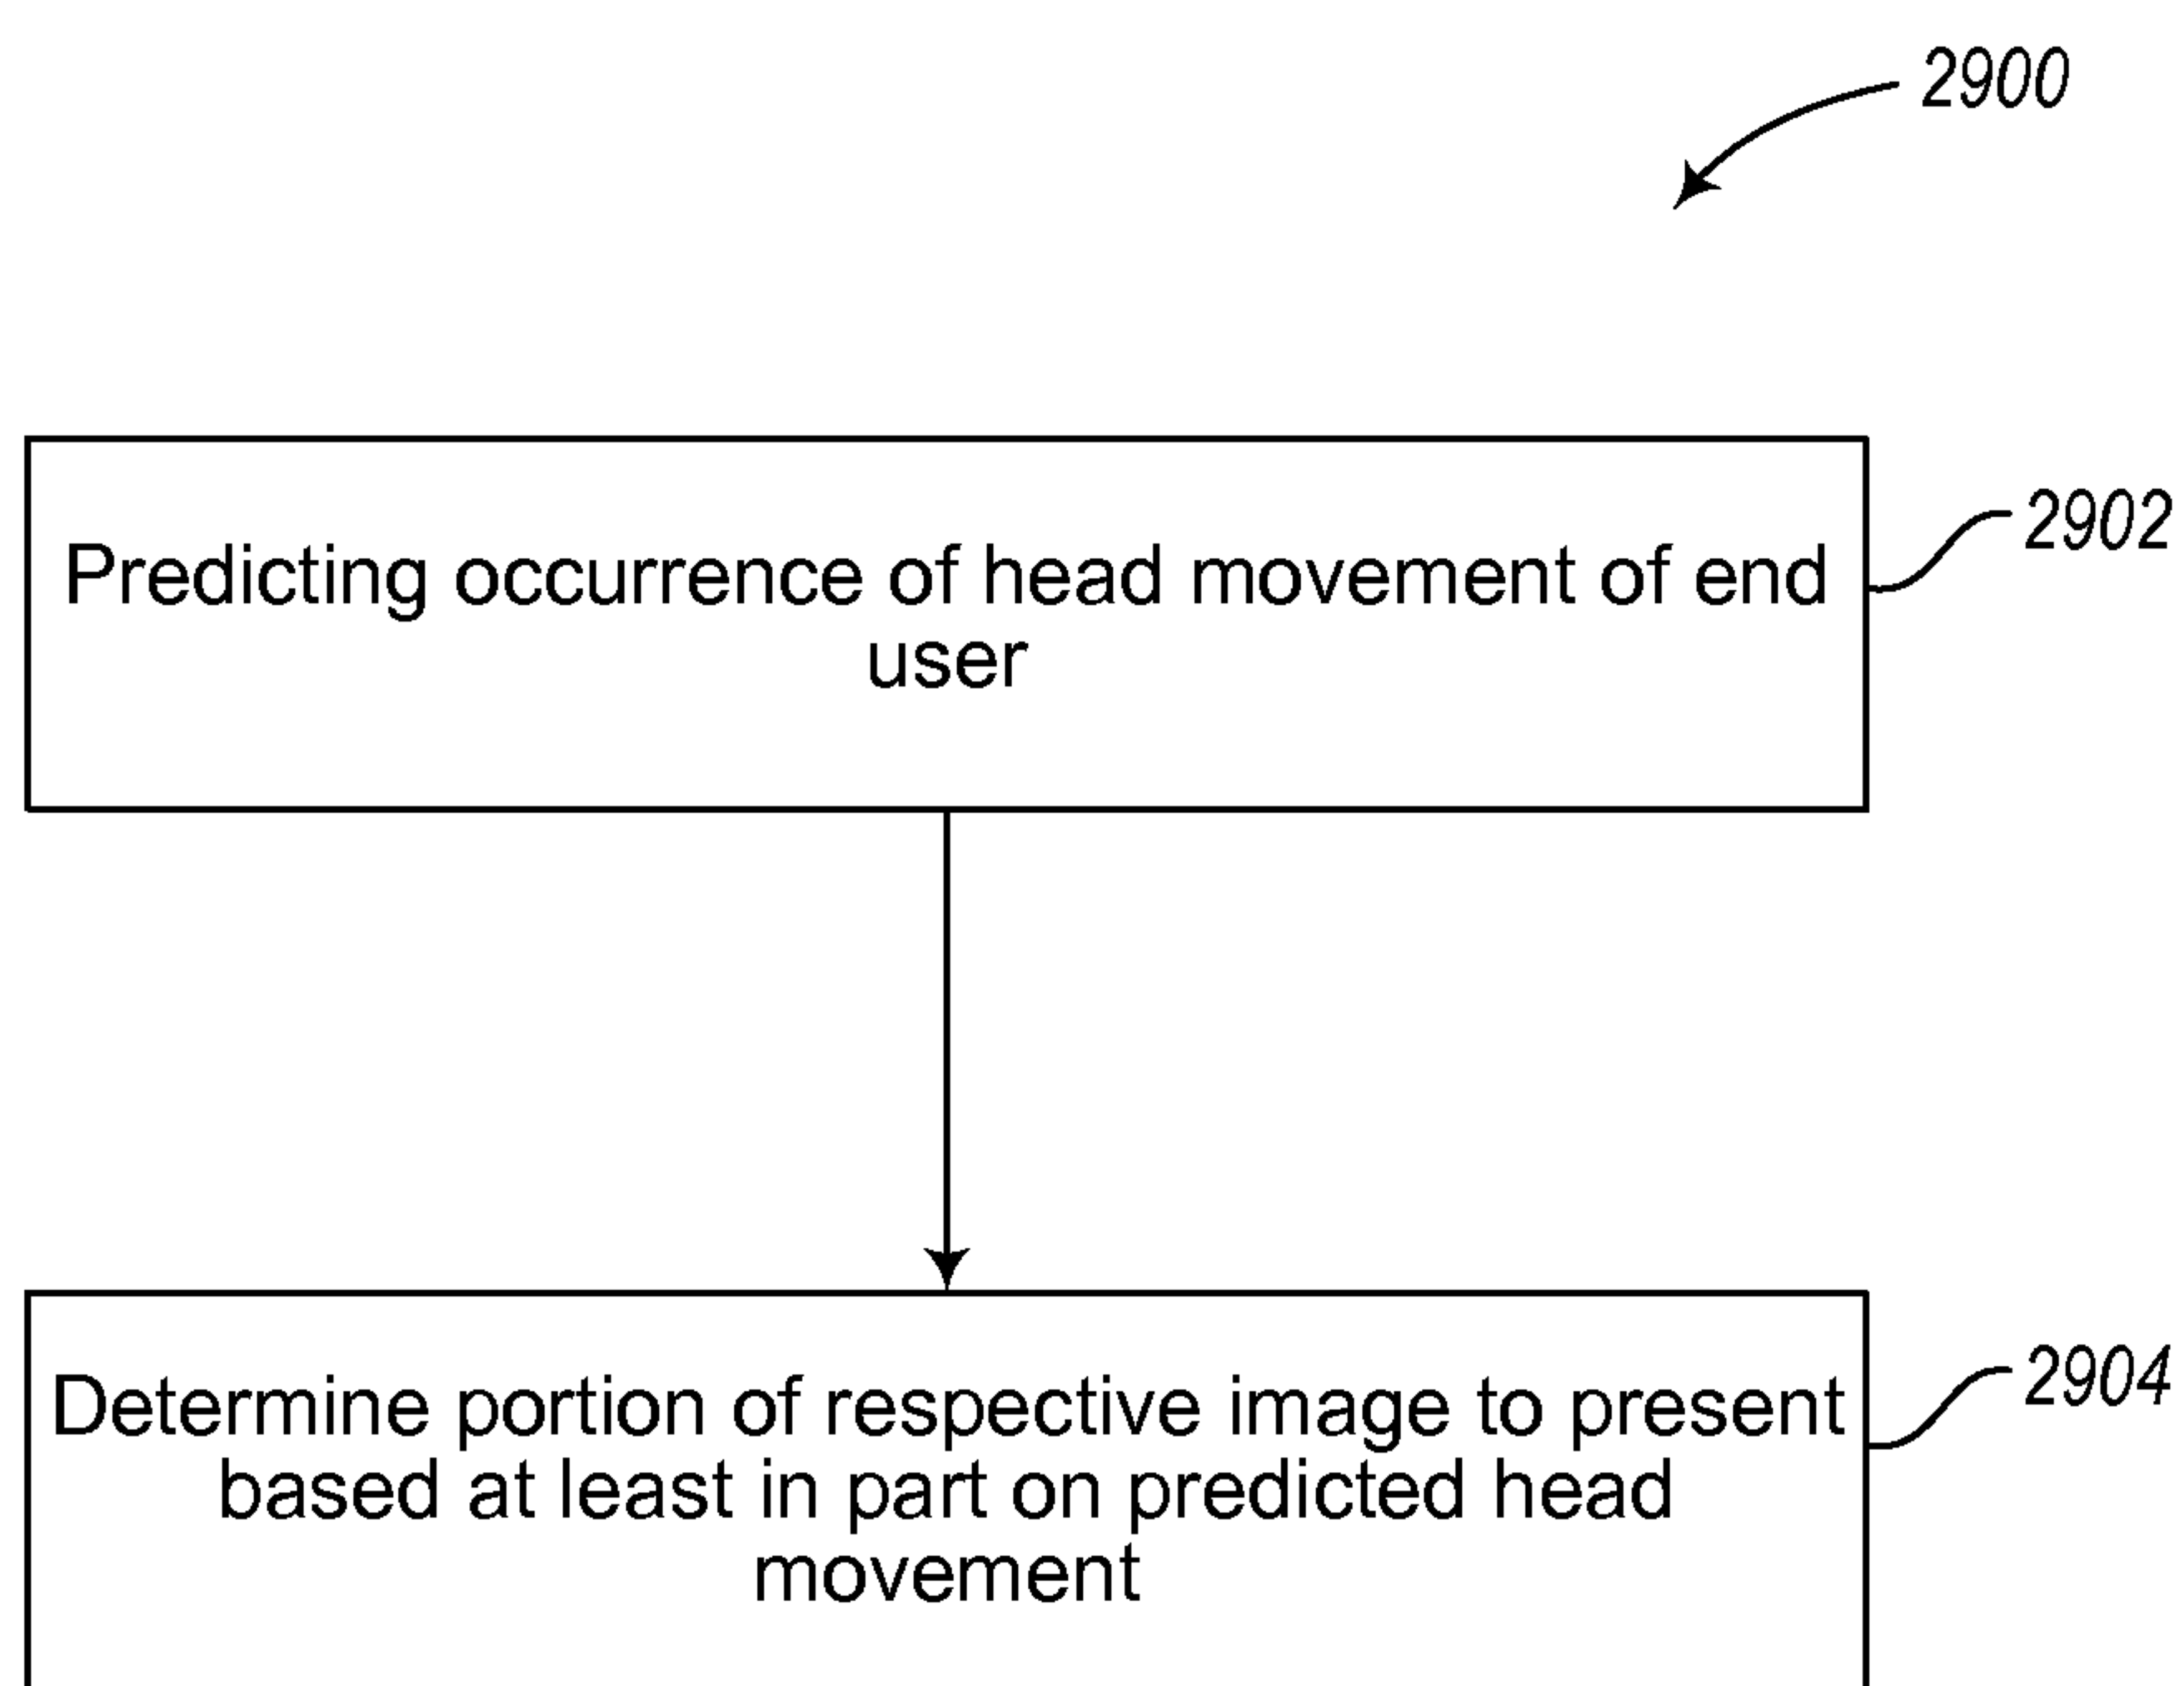 2900
Predicting occurrence of head movement of end
user
2902
Determine portion of respective image to present
based at least in part on predicted head
movement
2904